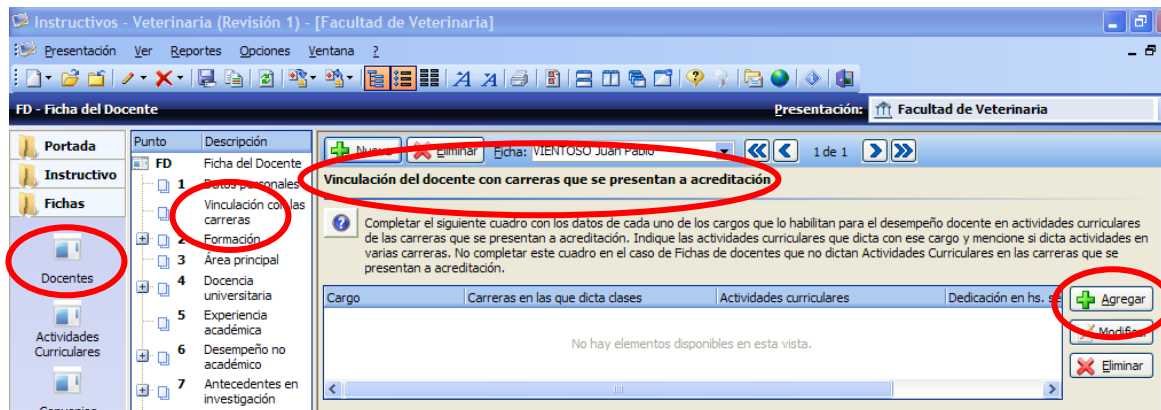 Instructivos - Veterinaria (Revisión 1) - [Facultad de Veterinaria]
Presentación Ver Reportes Opciones Ventana ?
FD - Ficha del Docente
Presentación: Facultad de Veterinaria
Portada
Instructivo
Fichas
Docentes
Actividades
Curriculares
Convenios
Punto Descripción
FD Ficha del Docente
1 Datos personales
Vinculación con las
carreras
2 Formación
3 Área principal
4 Docencia
universitaria
5 Experiencia
académica
6 Desempeño no
académico
7 Antecedentes en
investigación
Nuevo Eliminar Ficha: VIENTOSO Juan Pablo 1 de 1
Vinculación del docente con carreras que se presentan a acreditación
Completar el siguiente cuadro con los datos de cada uno de los cargos que lo habilitan para el desempeño docente en actividades curriculares
de las carreras que se presentan a acreditación. Indique las actividades curriculares que dicta con ese cargo y mencione si dicta actividades en
varias carreras. No completar este cuadro en el caso de Fichas de docentes que no dictan Actividades Curriculares en las carreras que se
presentan a acreditación.
Cargo Carreras en las que dicta clases Actividades curriculares Dedicación en hs. se
No hay elementos disponibles en esta vista.
Agregar
Modificar
Eliminar